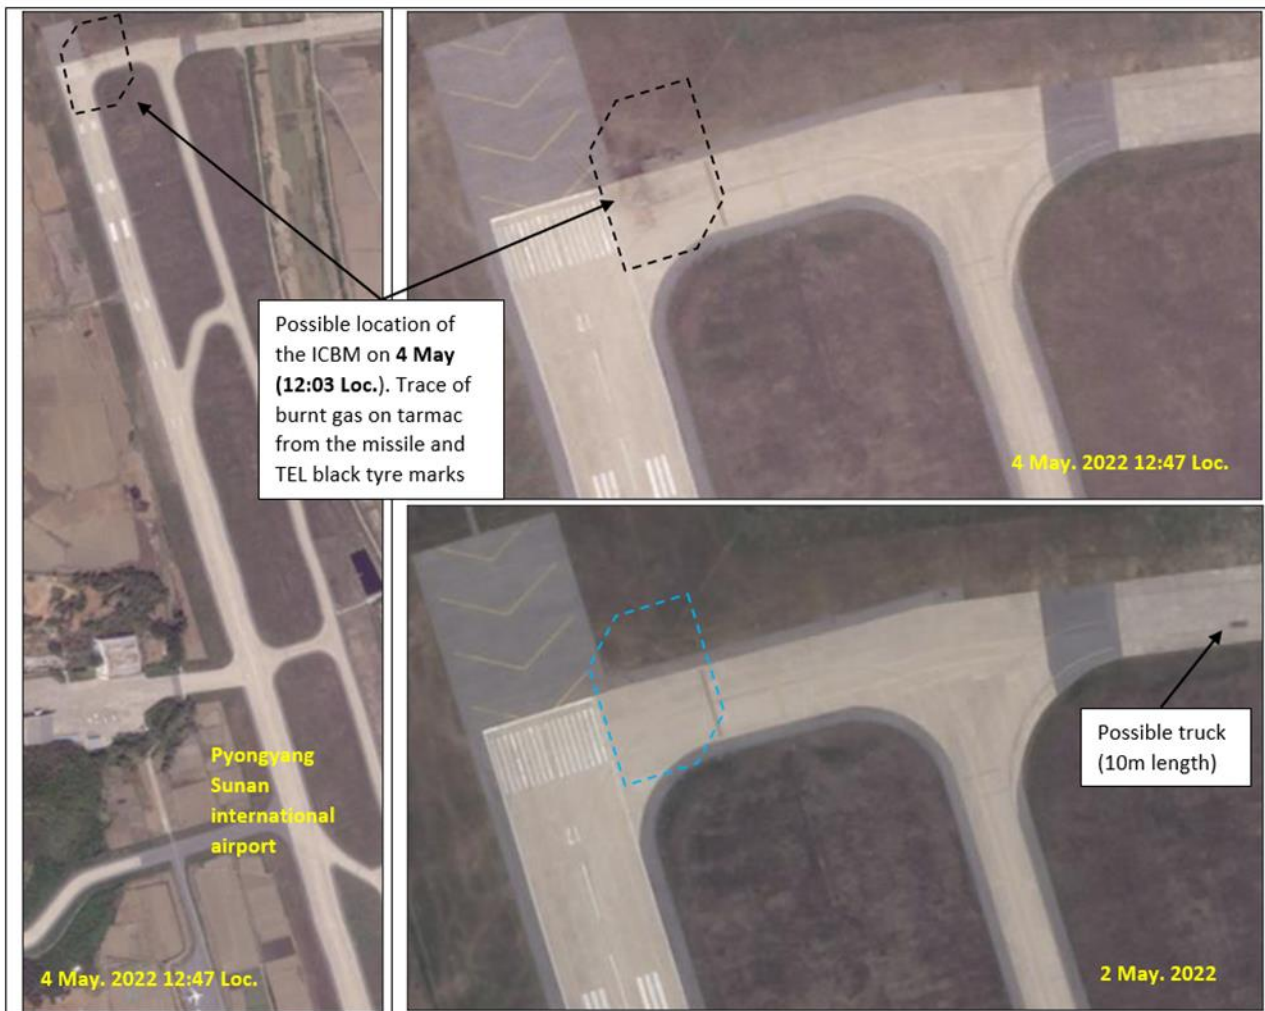 Possible location of
the ICBM on 4 May
(12:03 Loc.). Trace of
burnt gas on tarmac
from the missile and
TEL black tyre marks
Pyongyang
Sunan
international
airport
4 May. 2022 12:47 Loc.
4 May. 2022 12:47 Loc.
Possible truck
(10m length)
2 May. 2022